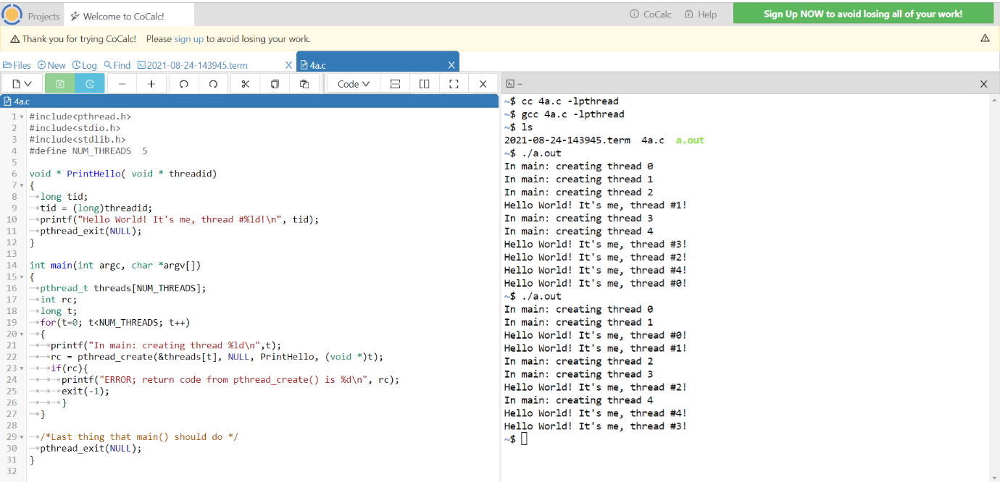 Projects
Welcome to CoCalc!
CoCalc
Help
Sign Up NOW to avoid losing all of your work!
Thank you for trying CoCalc! Please sign up to avoid losing your work.
Files New Log Find 2021-08-24-143945.term X 4a.c X
Code
4a.c
1 #include<pthread.h>
2 #include<stdio.h>
3 #include<stdlib.h>
4 #define NUM_THREADS 5
5
6 void * PrintHello( void * threadid)
7 {
8 long tid;
9 tid = (long)threadid;
10 printf("Hello World! It's me, thread #%ld!\n", tid);
11 pthread_exit(NULL);
12 }
13
14 int main(int argc, char *argv[])
15 {
16 pthread_t threads[NUM_THREADS];
17 int rc;
18 long t;
19 for(t=0; t<NUM_THREADS; t++)
20 {
21 printf("In main: creating thread %ld\n",t);
22 rc = pthread_create(&threads[t], NULL, PrintHello, (void *)t);
23 if(rc){
24 printf("ERROR; return code from pthread_create() is %d\n", rc);
25 exit(-1);
26 }
27 }
28
29 /*Last thing that main() should do */
30 pthread_exit(NULL);
31 }
32
~$ cc 4a.c -lpthread
~$ gcc 4a.c -lpthread
~$ ls
2021-08-24-143945.term 4a.c a.out
~$ ./a.out
In main: creating thread 0
In main: creating thread 1
In main: creating thread 2
Hello World! It's me, thread #1!
In main: creating thread 3
In main: creating thread 4
Hello World! It's me, thread #3!
Hello World! It's me, thread #2!
Hello World! It's me, thread #4!
Hello World! It's me, thread #0!
~$ ./a.out
In main: creating thread 0
In main: creating thread 1
Hello World! It's me, thread #0!
Hello World! It's me, thread #1!
In main: creating thread 2
In main: creating thread 3
Hello World! It's me, thread #2!
In main: creating thread 4
Hello World! It's me, thread #4!
Hello World! It's me, thread #3!
~$